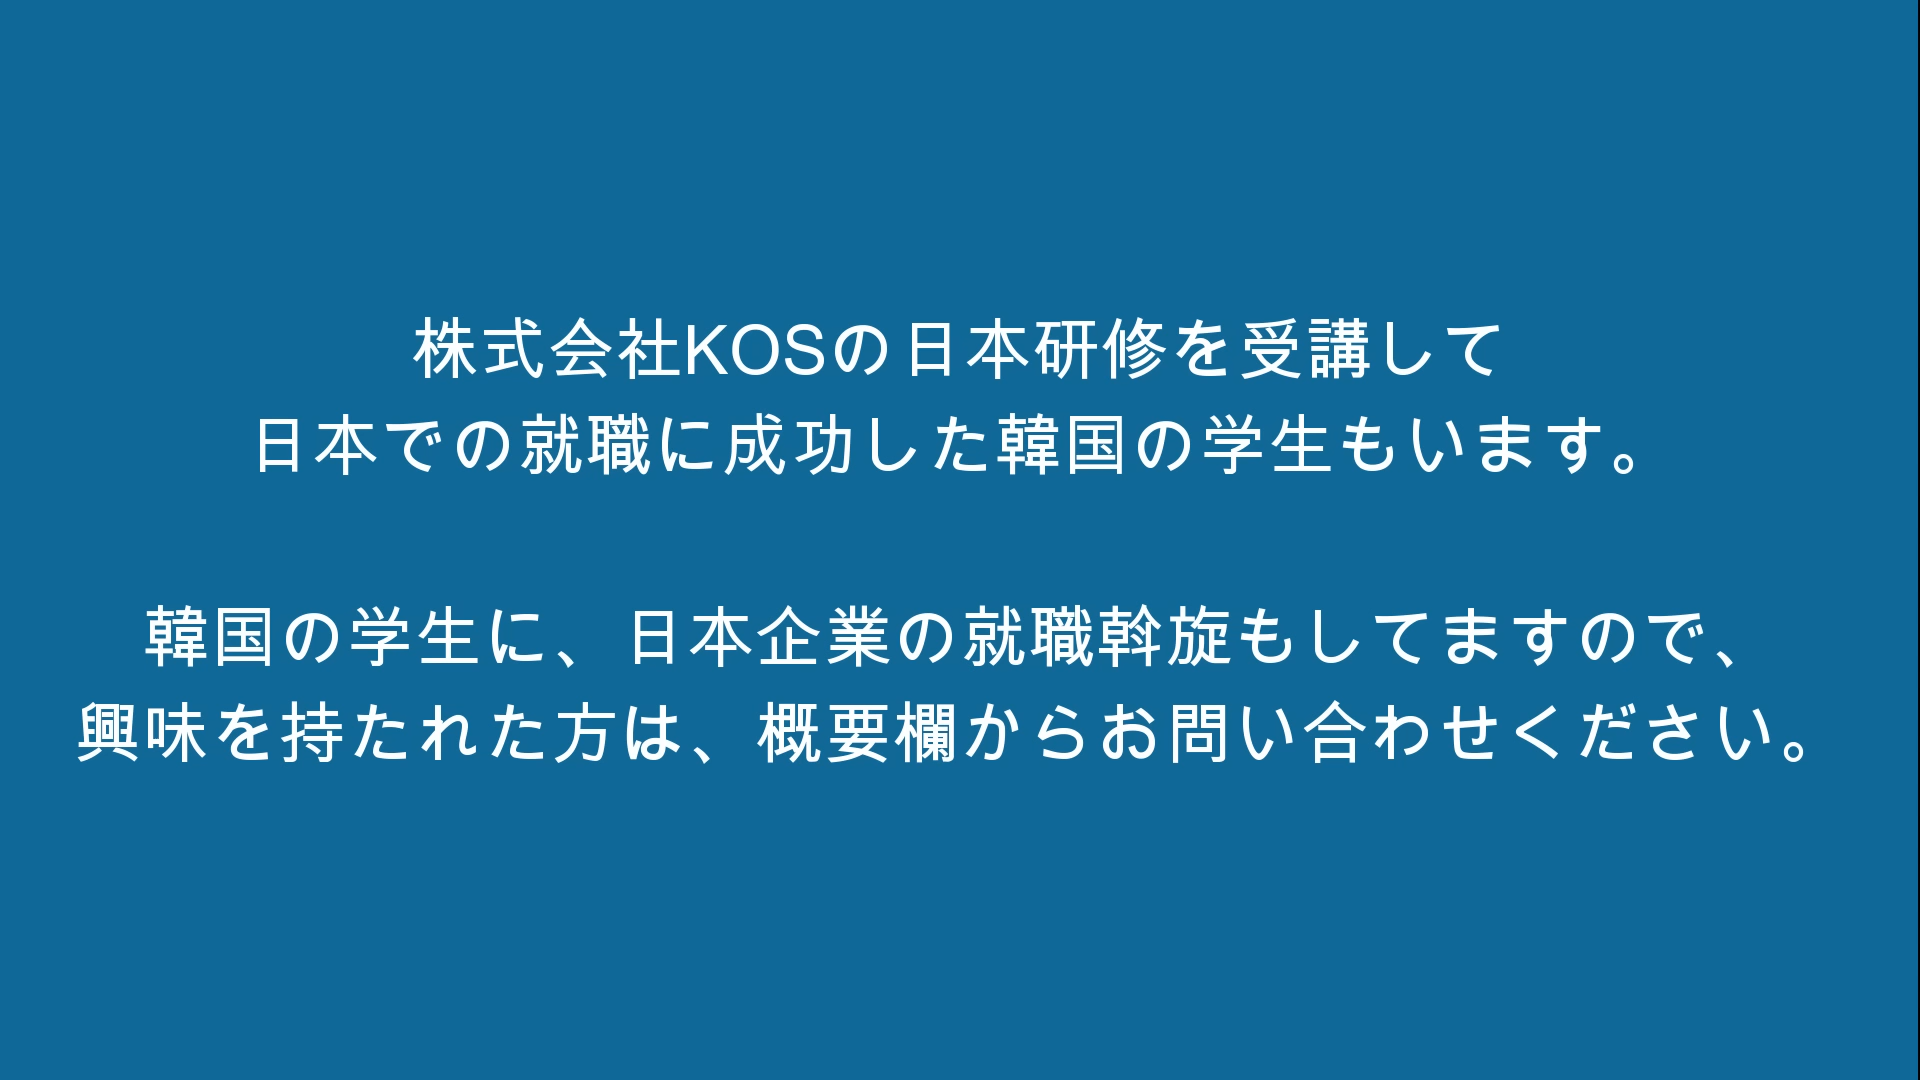 株式会社KOSの日本研修を受講して
日本での就職に成功した韓国の学生もいます。
韓国の学生に、日本企業の就職斡旋もしてますので、
興味を持たれた方は、概要欄からお問い合わせください。